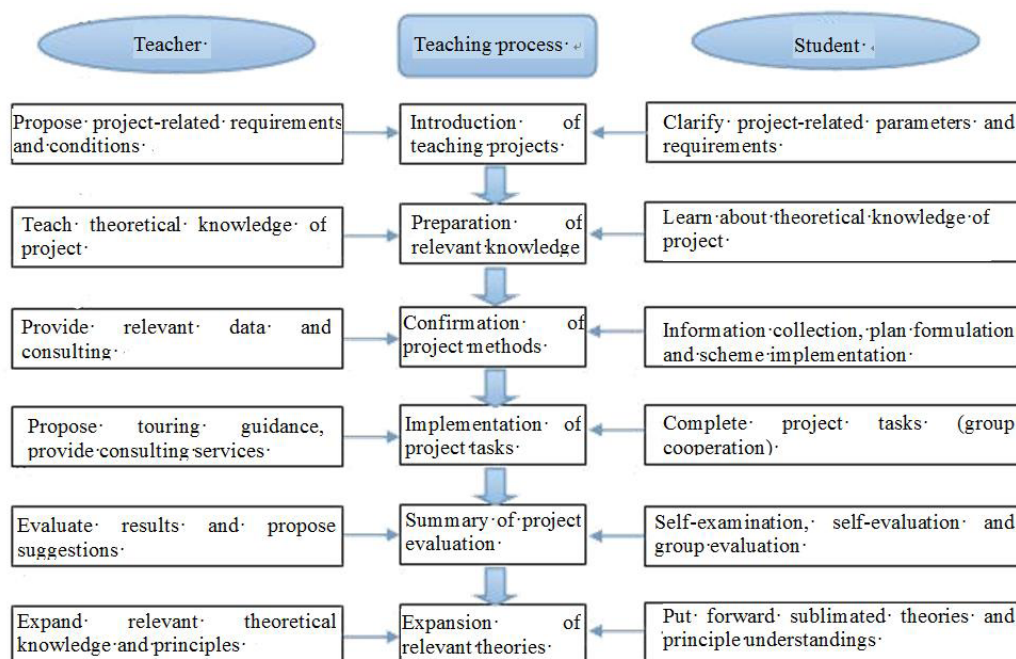 Teacher
Teaching process
Student
Propose project-related requirements
and conditions
Introduction of
teaching projects
Clarify project-related parameters and
requirements
Teach theoretical knowledge of
project
Preparation of
relevant knowledge
Learn about theoretical knowledge of
project
Provide relevant data and
consulting
Confirmation of
project methods
Information collection, plan formulation
and scheme implementation
Propose touring guidance,
provide consulting services
Implementation of
project tasks
Complete project tasks (group
cooperation)
Evaluate results and propose
suggestions
Summary of project
evaluation
Self-examination, self-evaluation and
group evaluation
Expand relevant theoretical
knowledge and principles
Expansion of
relevant theories
Put forward sublimated theories and
principle understandings